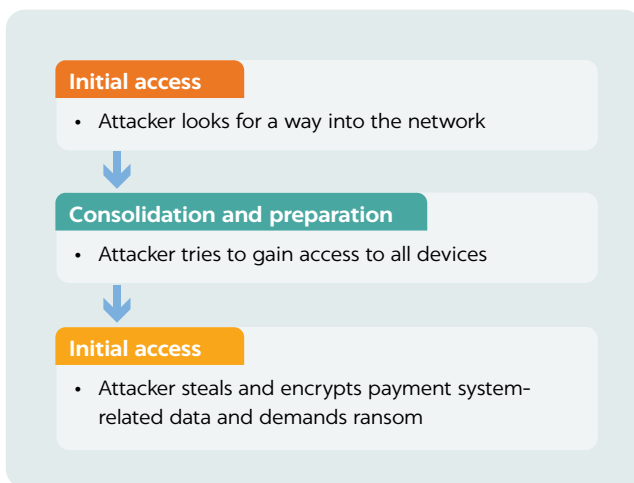 Initial access
• Attacker looks for a way into the network
Consolidation and preparation
• Attacker tries to gain access to all devices
Initial access
• Attacker steals and encrypts payment system-
related data and demands ransom